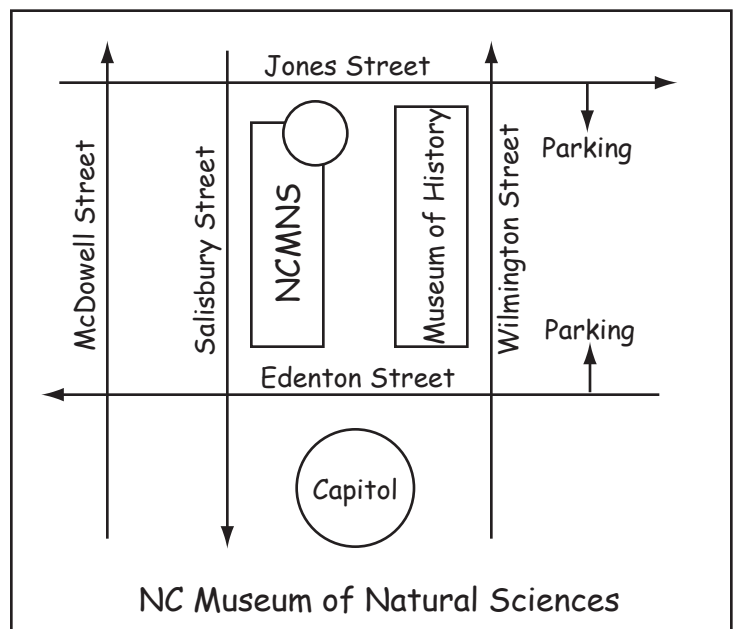 Jones Street
Parking
McDowell Street
Salisbury Street
NCMNS
Museum of History
Wilmington Street
Parking
Edenton Street
Capitol
NC Museum of Natural Sciences